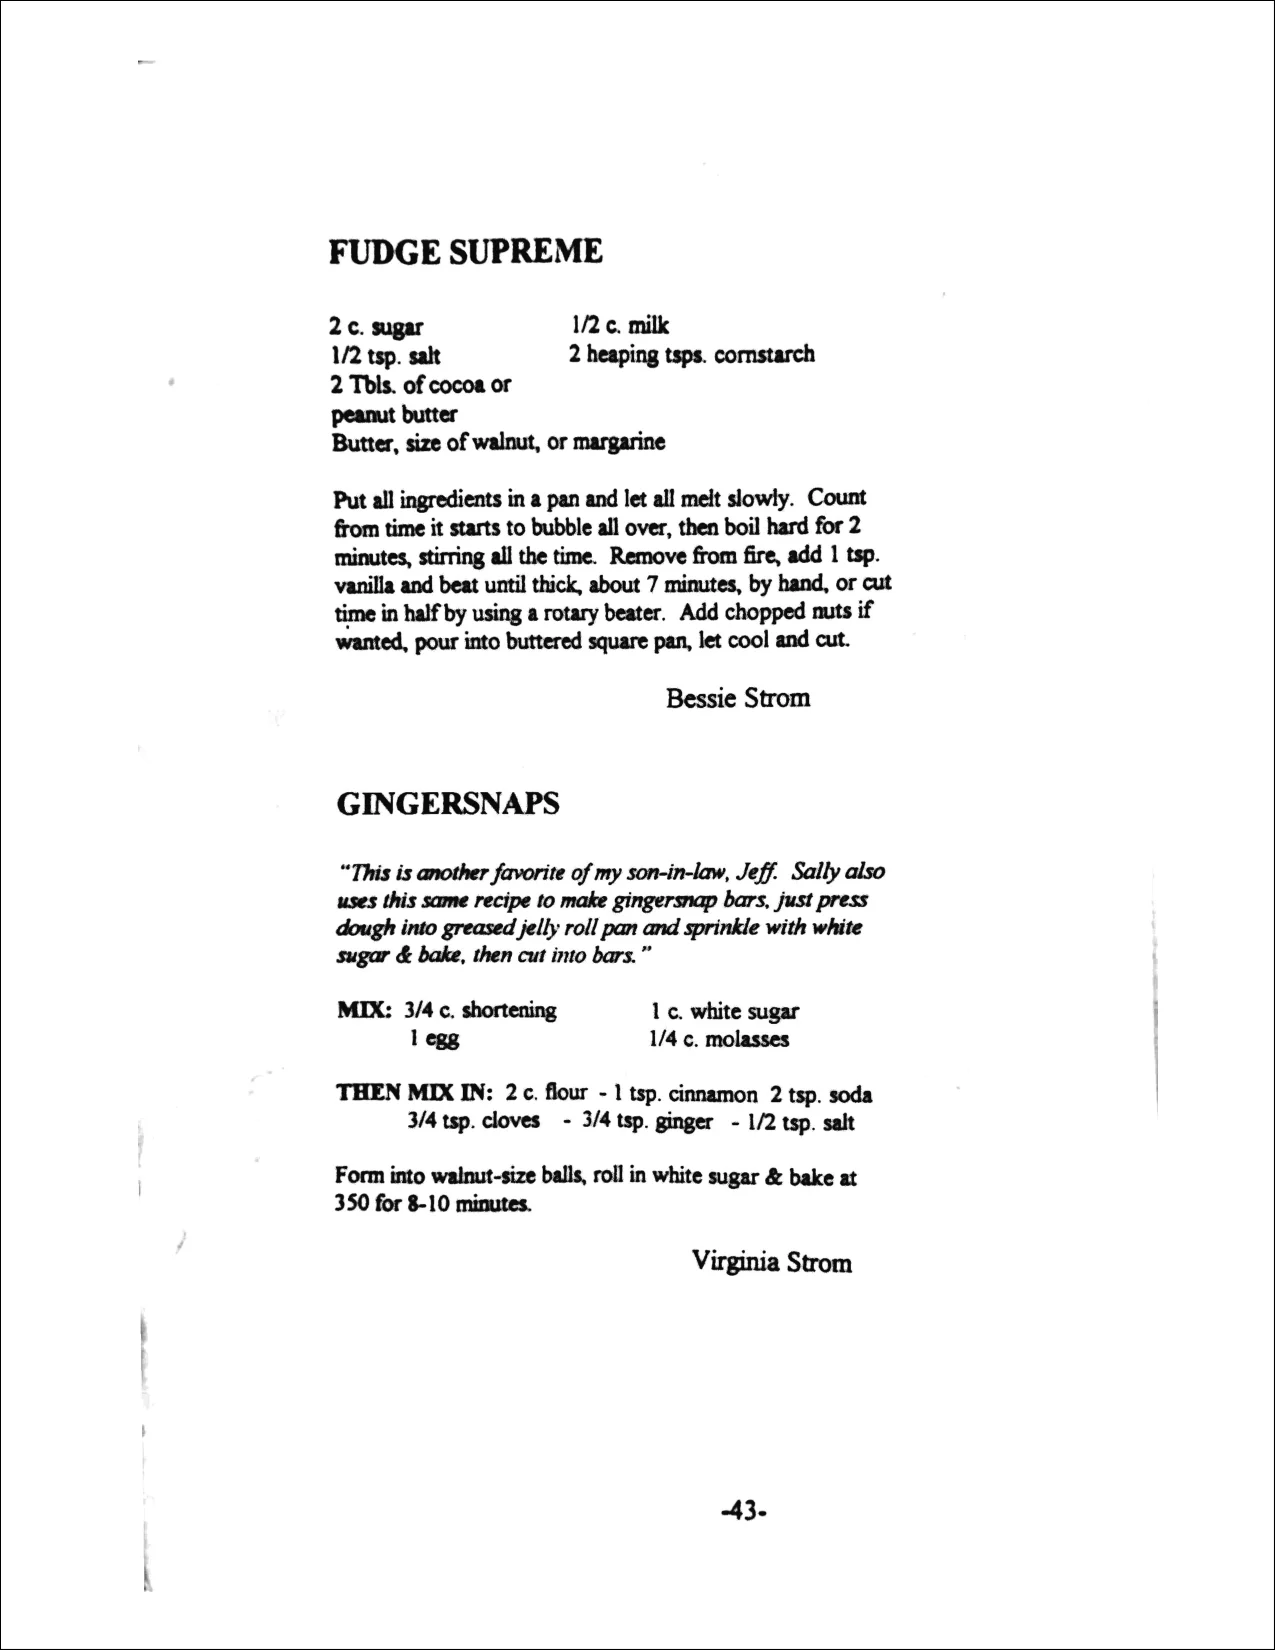 FUDGE SUPREME
2 c. sugar 1/2 c. milk
1/2 tsp. salt 2 heaping tsps. cornstarch
2 Tbls. of cocoa or
peanut butter
Butter, size of walnut, or margarine
Put all ingredients in a pan and let all melt slowly. Count
from time it starts to bubble all over, then boil hard for 2
minutes, stirring all the time. Remove from fire, add 1 tsp.
vanilla and beat until thick, about 7 minutes, by hand, or cut
time in half by using a rotary beater. Add chopped nuts if
wanted, pour into buttered square pan, let cool and cut.
Bessie Strom
GINGERSNAPS
"This is another favorite of my son-in-law, Jeff. Sally also
uses this same recipe to make gingersnap bars, just press
dough into greased jelly roll pan and sprinkle with white
sugar & bake, then cut into bars."
MIX: 3/4 c. shortening 1 c. white sugar
1 egg 1/4 c. molasses
THEN MIX IN: 2 c. flour - 1 tsp. cinnamon 2 tsp. soda
3/4 tsp. cloves - 3/4 tsp. ginger - 1/2 tsp. salt
Form into walnut-size balls, roll in white sugar & bake at
350 for 8-10 minutes.
Virginia Strom
-43-